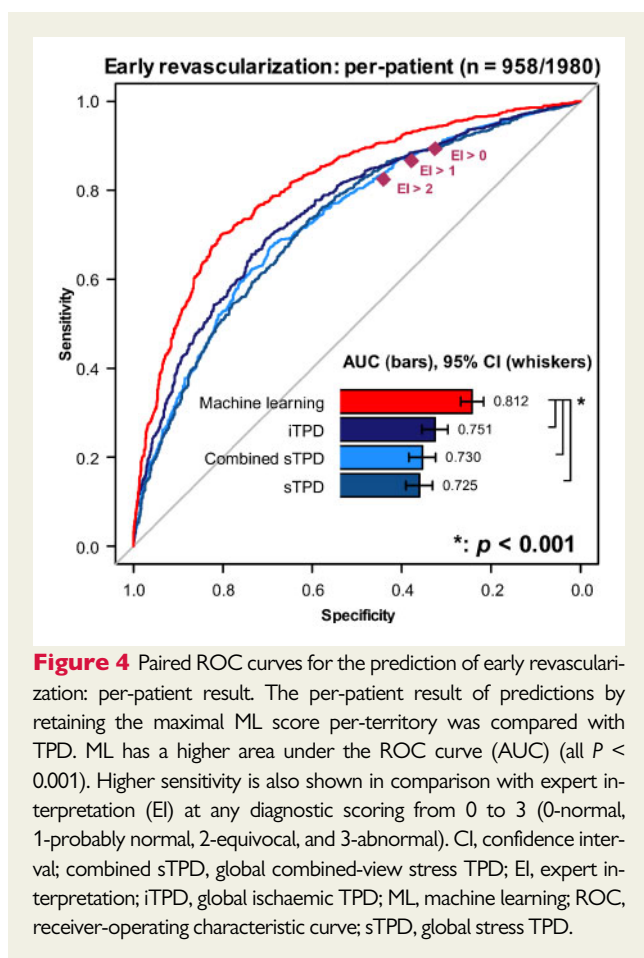 Early revascularization: per-patient (n = 958/1980)
1.0
0.8
0.6
0.4
0.2
0.0
Sensitivity
EI > 0
EI > 1
EI > 2
AUC (bars), 95% CI (whiskers)
Machine learning 0.812 *
iTPD 0.751
Combined sTPD 0.730
sTPD 0.725
*: p < 0.001
1.0 0.8 0.6 0.4 0.2 0.0
Specificity
Figure 4 Paired ROC curves for the prediction of early revasculari-
zation: per-patient result. The per-patient result of predictions by
retaining the maximal ML score per-territory was compared with
TPD. ML has a higher area under the ROC curve (AUC) (all P <
0.001). Higher sensitivity is also shown in comparison with expert in-
terpretation (EI) at any diagnostic scoring from 0 to 3 (0-normal,
1-probably normal, 2-equivocal, and 3-abnormal). CI, confidence inter-
val; combined sTPD, global combined-view stress TPD; EI, expert in-
terpretation; iTPD, global ischaemic TPD; ML, machine learning; ROC,
receiver-operating characteristic curve; sTPD, global stress TPD.